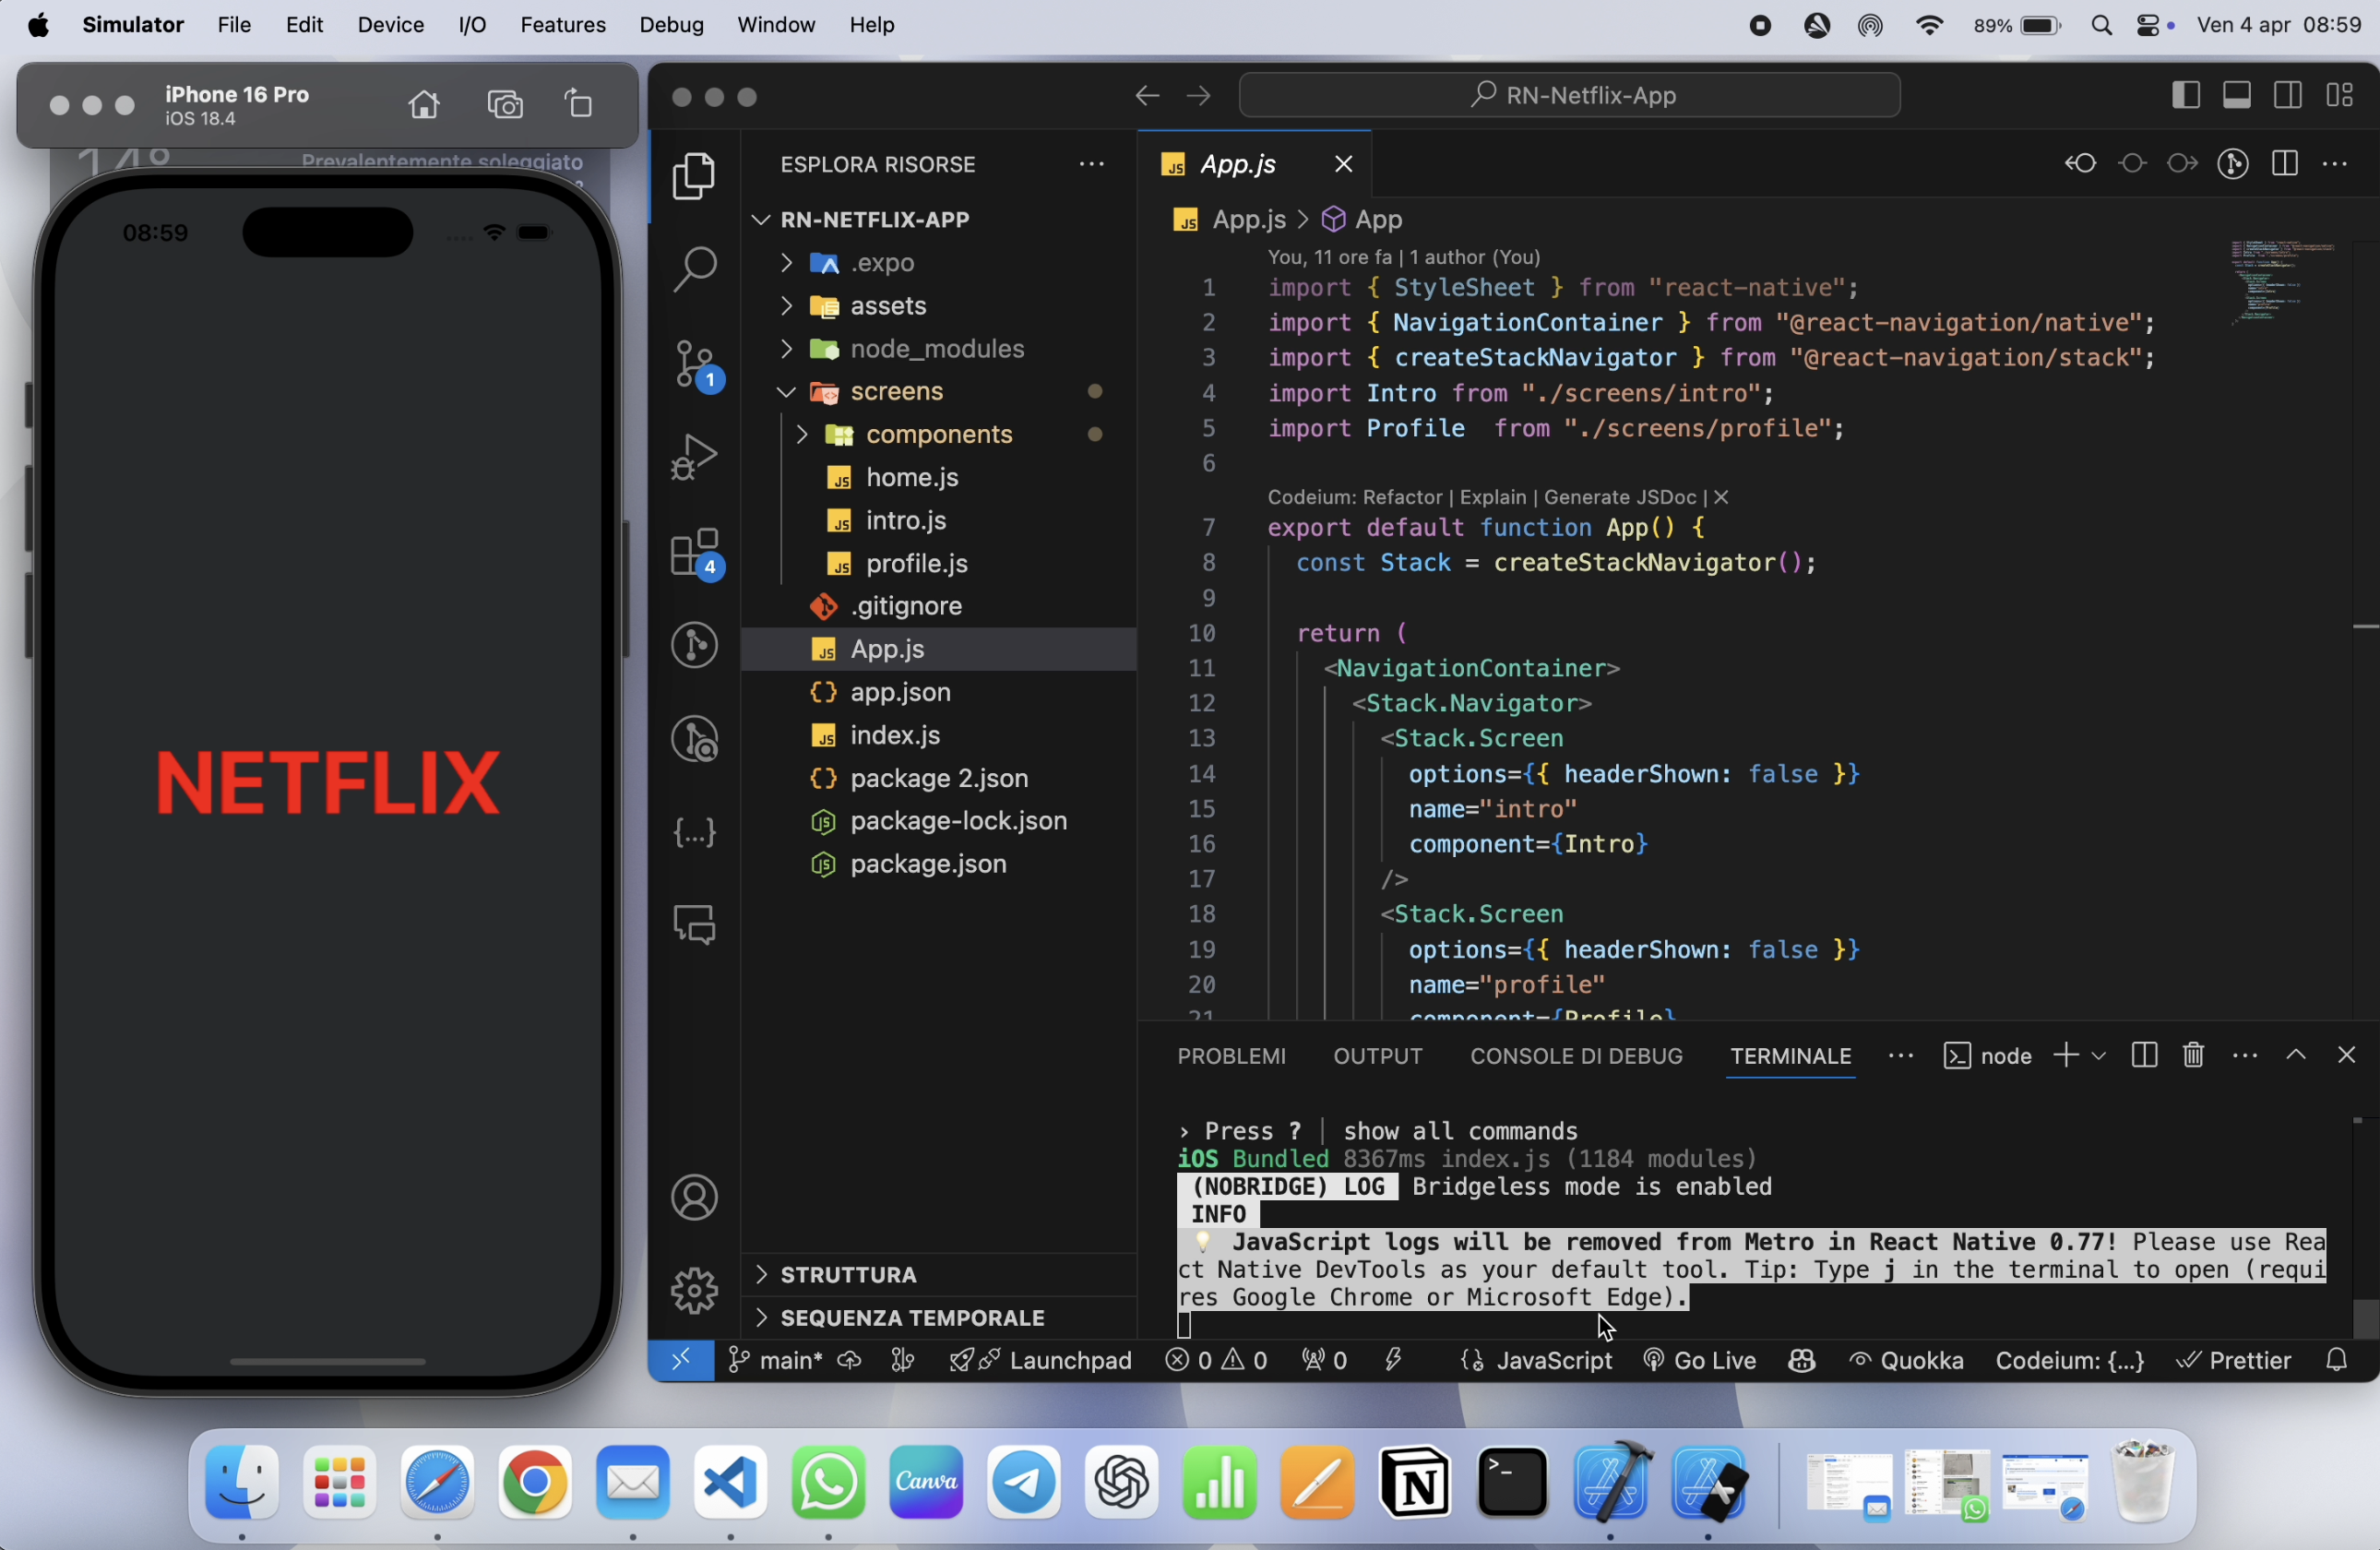 Simulator File Edit Device I/O Features Debug Window Help
89% Ven 4 apr 08:59
iPhone 16 Pro
iOS 18.4
14°
Prevalentemente soleggiato
08:59
NETFLIX
RN-Netflix-App
ESPLORA RISORSE
RN-NETFLIX-APP
.expo
assets
node_modules
screens
components
home.js
intro.js
profile.js
.gitignore
App.js
app.json
index.js
package 2.json
package-lock.json
package.json
STRUTTURA
SEQUENZA TEMPORALE
1
4
App.js
App.js > App
You, 11 ore fa | 1 author (You)
1 import { StyleSheet } from "react-native";
2 import { NavigationContainer } from "@react-navigation/native";
3 import { createStackNavigator } from "@react-navigation/stack";
4 import Intro from "./screens/intro";
5 import Profile  from "./screens/profile";
6
Codeium: Refactor | Explain | Generate JSDoc | ×
7 export default function App() {
8 const Stack = createStackNavigator();
9
10 return (
11 <NavigationContainer>
12 <Stack.Navigator>
13 <Stack.Screen
14 options={{ headerShown: false }}
15 name="intro"
16 component={Intro}
17 />
18 <Stack.Screen
19 options={{ headerShown: false }}
20 name="profile"
21 component={Profile}
PROBLEMI OUTPUT CONSOLE DI DEBUG TERMINALE node
› Press ? │ show all commands
iOS Bundled 8367ms index.js (1184 modules)
(NOBRIDGE) LOG Bridgeless mode is enabled
INFO
💡 JavaScript logs will be removed from Metro in React Native 0.77! Please use Rea
ct Native DevTools as your default tool. Tip: Type j in the terminal to open (requi
res Google Chrome or Microsoft Edge).
main* Launchpad 0 0 0 JavaScript Go Live Quokka Codeium: {...} Prettier
Canva